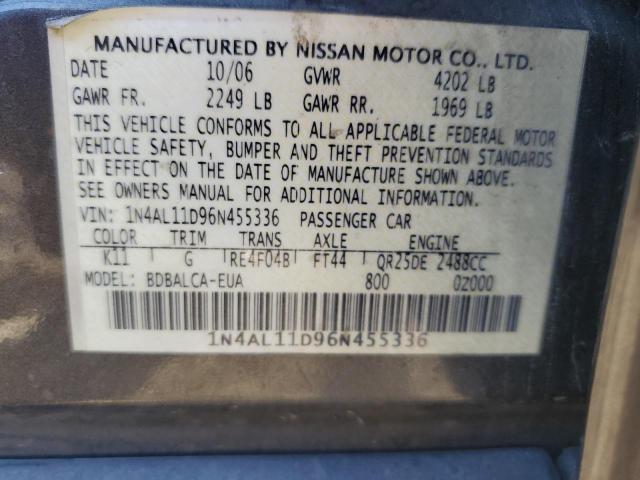 MANUFACTURED BY NISSAN MOTOR CO., LTD.
DATE 10/06 GVWR 4202 LB
GAWR FR. 2249 LB GAWR RR. 1969 LB
THIS VEHICLE CONFORMS TO ALL APPLICABLE FEDERAL MOTOR
VEHICLE SAFETY, BUMPER AND THEFT PREVENTION STANDARDS
IN EFFECT ON THE DATE OF MANUFACTURE SHOWN ABOVE.
SEE OWNERS MANUAL FOR ADDITIONAL INFORMATION.
VIN: 1N4AL11D96N455336 PASSENGER CAR
COLOR TRIM TRANS AXLE ENGINE
K11 G RE4F04B FT44 QR25DE 2488CC
MODEL: BDBALCA-EUA 800 02000
1N4AL11D96N455336